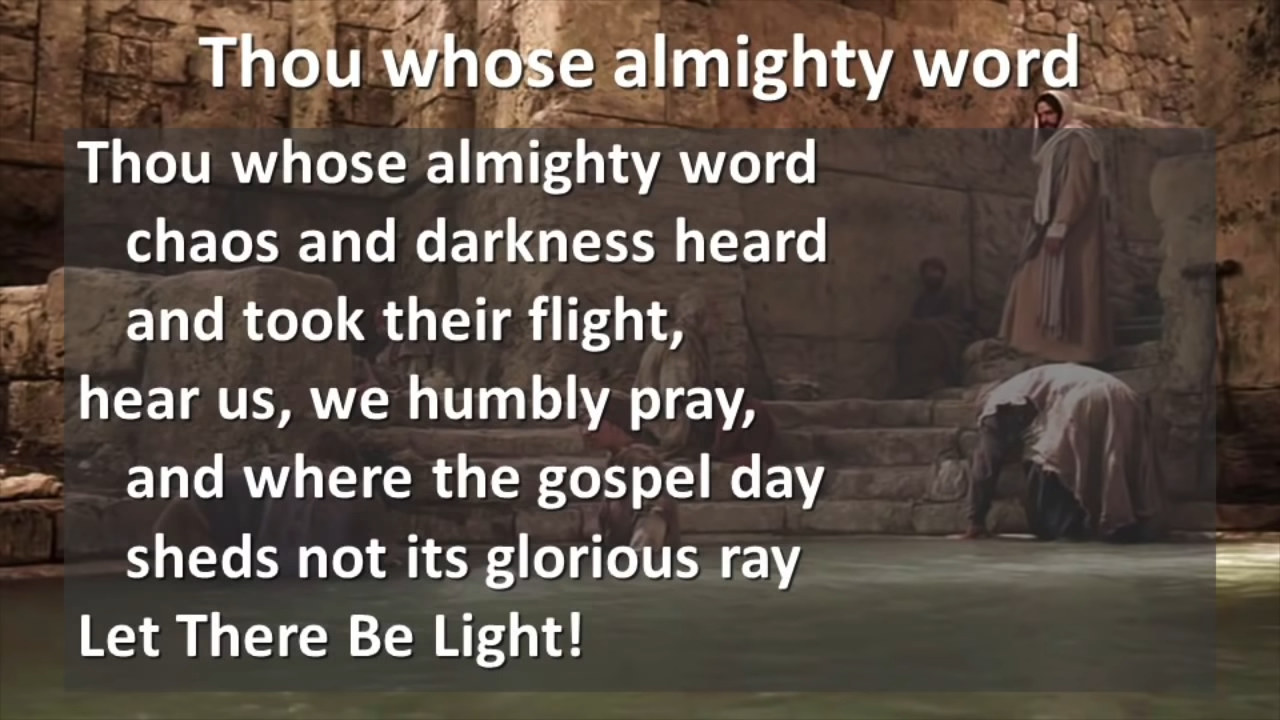 Thou whose almighty word
Thou whose almighty word
chaos and darkness heard
and took their flight,
hear us, we humbly pray,
and where the gospel day
sheds not its glorious ray
Let There Be Light!